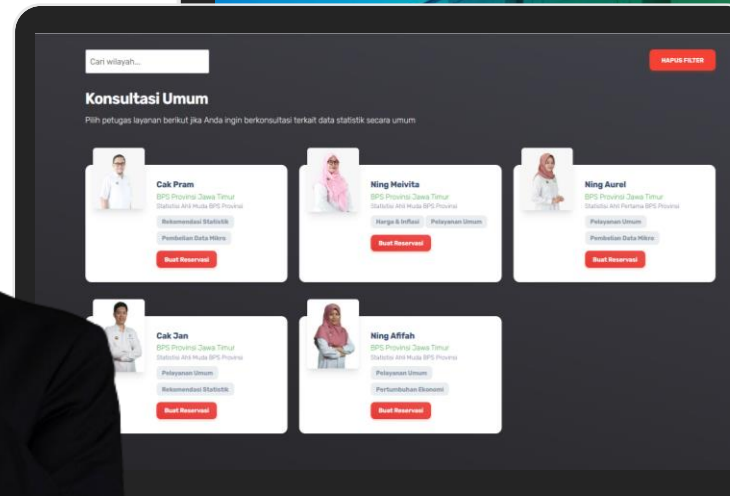 Cari wilayah...
HAPUS FILTER
Konsultasi Umum
Pilih petugas layanan berikut jika Anda ingin berkonsultasi terkait data statistik secara umum
Cak Pram
BPS Provinsi Jawa Timur
Statistisi Ahli Muda BPS Provinsi
Rekomendasi Statistik
Pembelian Data Mikro
Buat Reservasi
Ning Meivita
BPS Provinsi Jawa Timur
Statistisi Ahli Muda BPS Provinsi
Harga & Inflasi Pelayanan Umum
Buat Reservasi
Ning Aurel
BPS Provinsi Jawa Timur
Statistisi Ahli Pertama BPS Provinsi
Pelayanan Umum
Pembelian Data Mikro
Buat Reservasi
Cak Jan
BPS Provinsi Jawa Timur
Statistisi Ahli Muda BPS Provinsi
Pelayanan Umum
Rekomendasi Statistik
Buat Reservasi
Ning Afifah
BPS Provinsi Jawa Timur
Statistisi Ahli Muda BPS Provinsi
Pelayanan Umum
Pertumbuhan Ekonomi
Buat Reservasi